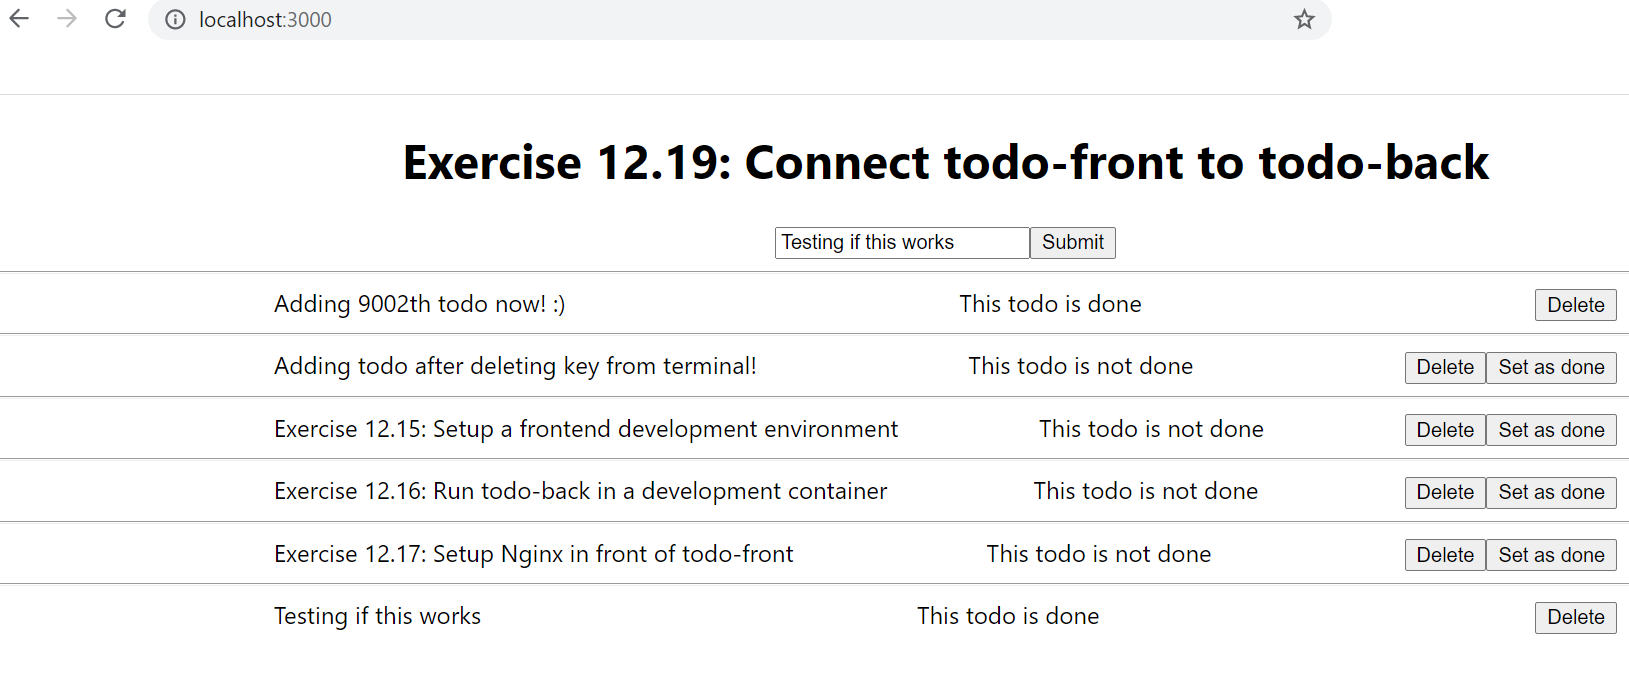 localhost:3000
Exercise 12.19: Connect todo-front to todo-back
Testing if this works Submit
Adding 9002th todo now! :) This todo is done Delete
Adding todo after deleting key from terminal! This todo is not done Delete Set as done
Exercise 12.15: Setup a frontend development environment This todo is not done Delete Set as done
Exercise 12.16: Run todo-back in a development container This todo is not done Delete Set as done
Exercise 12.17: Setup Nginx in front of todo-front This todo is not done Delete Set as done
Testing if this works This todo is done Delete